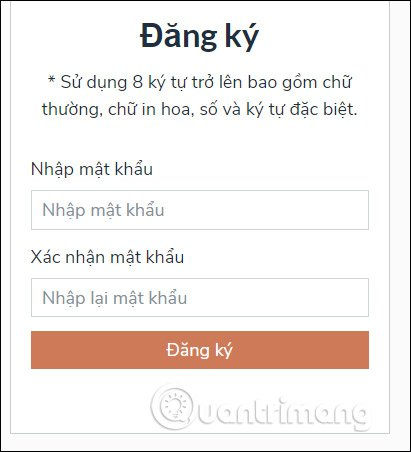 Đăng ký
* Sử dụng 8 ký tự trở lên bao gồm chữ
thường, chữ in hoa, số và ký tự đặc biệt.
Nhập mật khẩu
Nhập mật khẩu
Xác nhận mật khẩu
Nhập lại mật khẩu
Đăng ký
Quantrimang